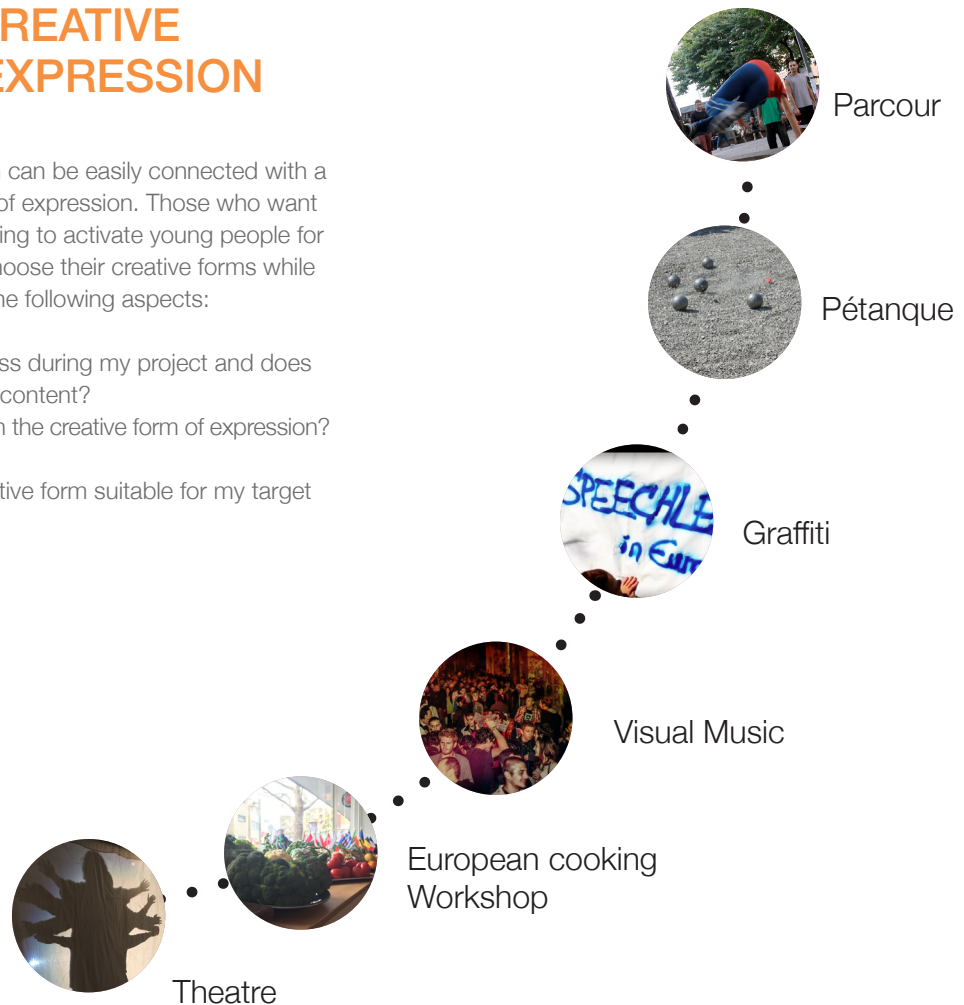 REATIVE
EXPRESSION
can be easily connected with a
of expression. Those who want
ing to activate young people for
hoose their creative forms while
he following aspects:
ss during my project and does
content?
n the creative form of expression?
tive form suitable for my target
Parcour
Pétanque
SPEECHLE
in Eur
Graffiti
Visual Music
European cooking
Workshop
Theatre